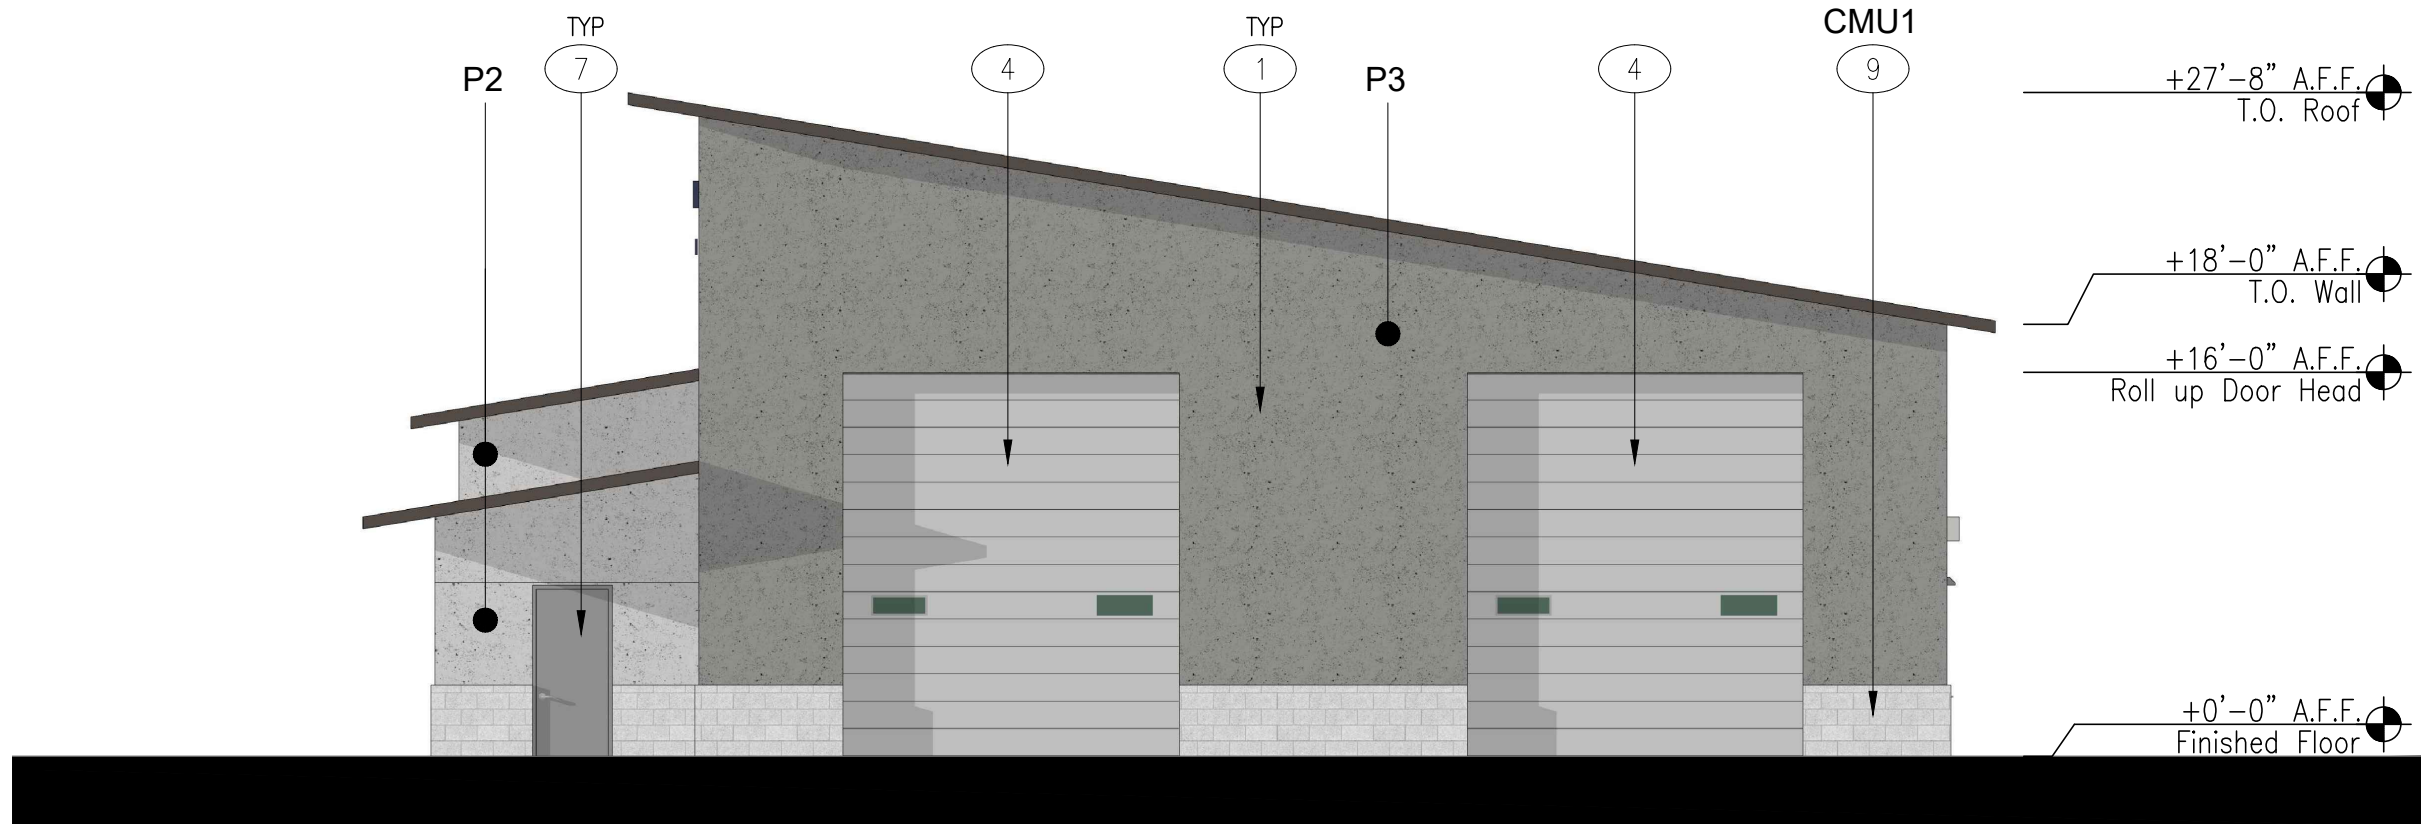 TYP
7
P2
4
TYP
1
P3
4
CMU1
9
+27'-8" A.F.F.
T.O. Roof
+18'-0" A.F.F.
T.O. Wall
+16'-0" A.F.F.
Roll up Door Head
+0'-0" A.F.F.
Finished Floor